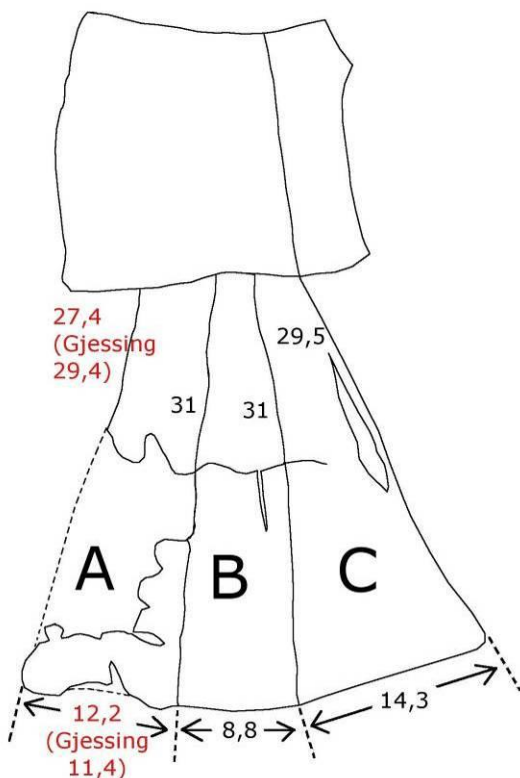 27,4
(Gjessing
29,4)
29,5
31
31
A
B
C
12,2
(Gjessing
11,4)
8,8
14,3